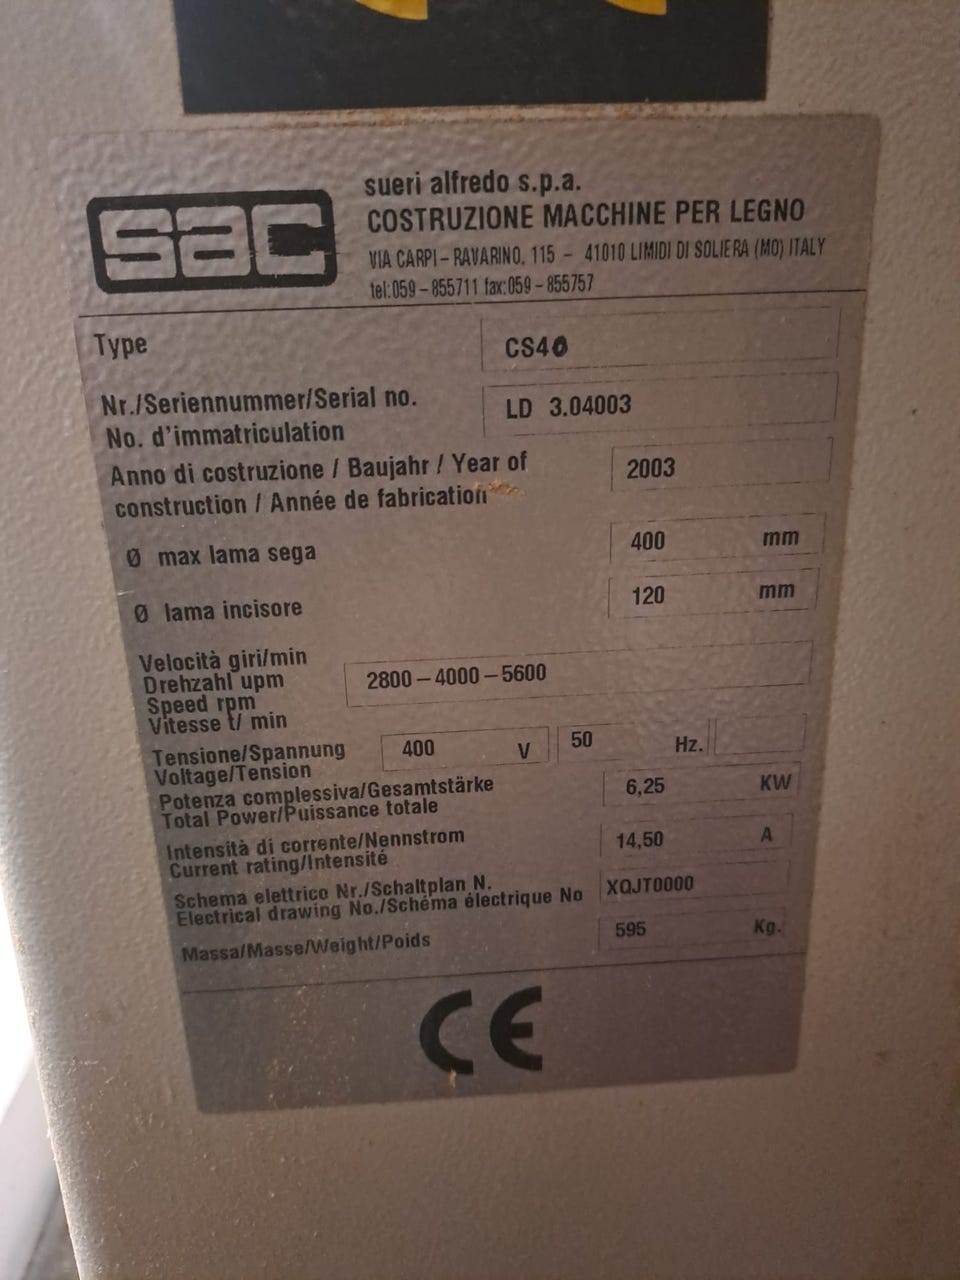 sac
sueri alfredo s.p.a.
COSTRUZIONE MACCHINE PER LEGNO
VIA CARPI – RAVARINO, 115 – 41010 LIMIDI DI SOLIERA (MO) ITALY
tel:059 – 855711 fax:059 – 855757
Type CS40
Nr./Seriennummer/Serial no. LD 3.04003
No. d'immatriculation
Anno di costruzione / Baujahr / Year of 2003
construction / Année de fabrication
Ø max lama sega 400 mm
Ø lama incisore 120 mm
Velocità giri/min
Drehzahl upm 2800 – 4000 – 5600
Speed rpm
Vitesse t/ min
Tensione/Spannung 400 V 50 Hz.
Voltage/Tension
Potenza complessiva/Gesamtstärke 6,25 KW
Total Power/Puissance totale
Intensità di corrente/Nennstrom 14,50 A
Current rating/Intensité
Schema elettrico Nr./Schaltplan N. XQJT0000
Electrical drawing No./Schéma électrique No
Massa/Masse/Weight/Poids 595 Kg.
CE